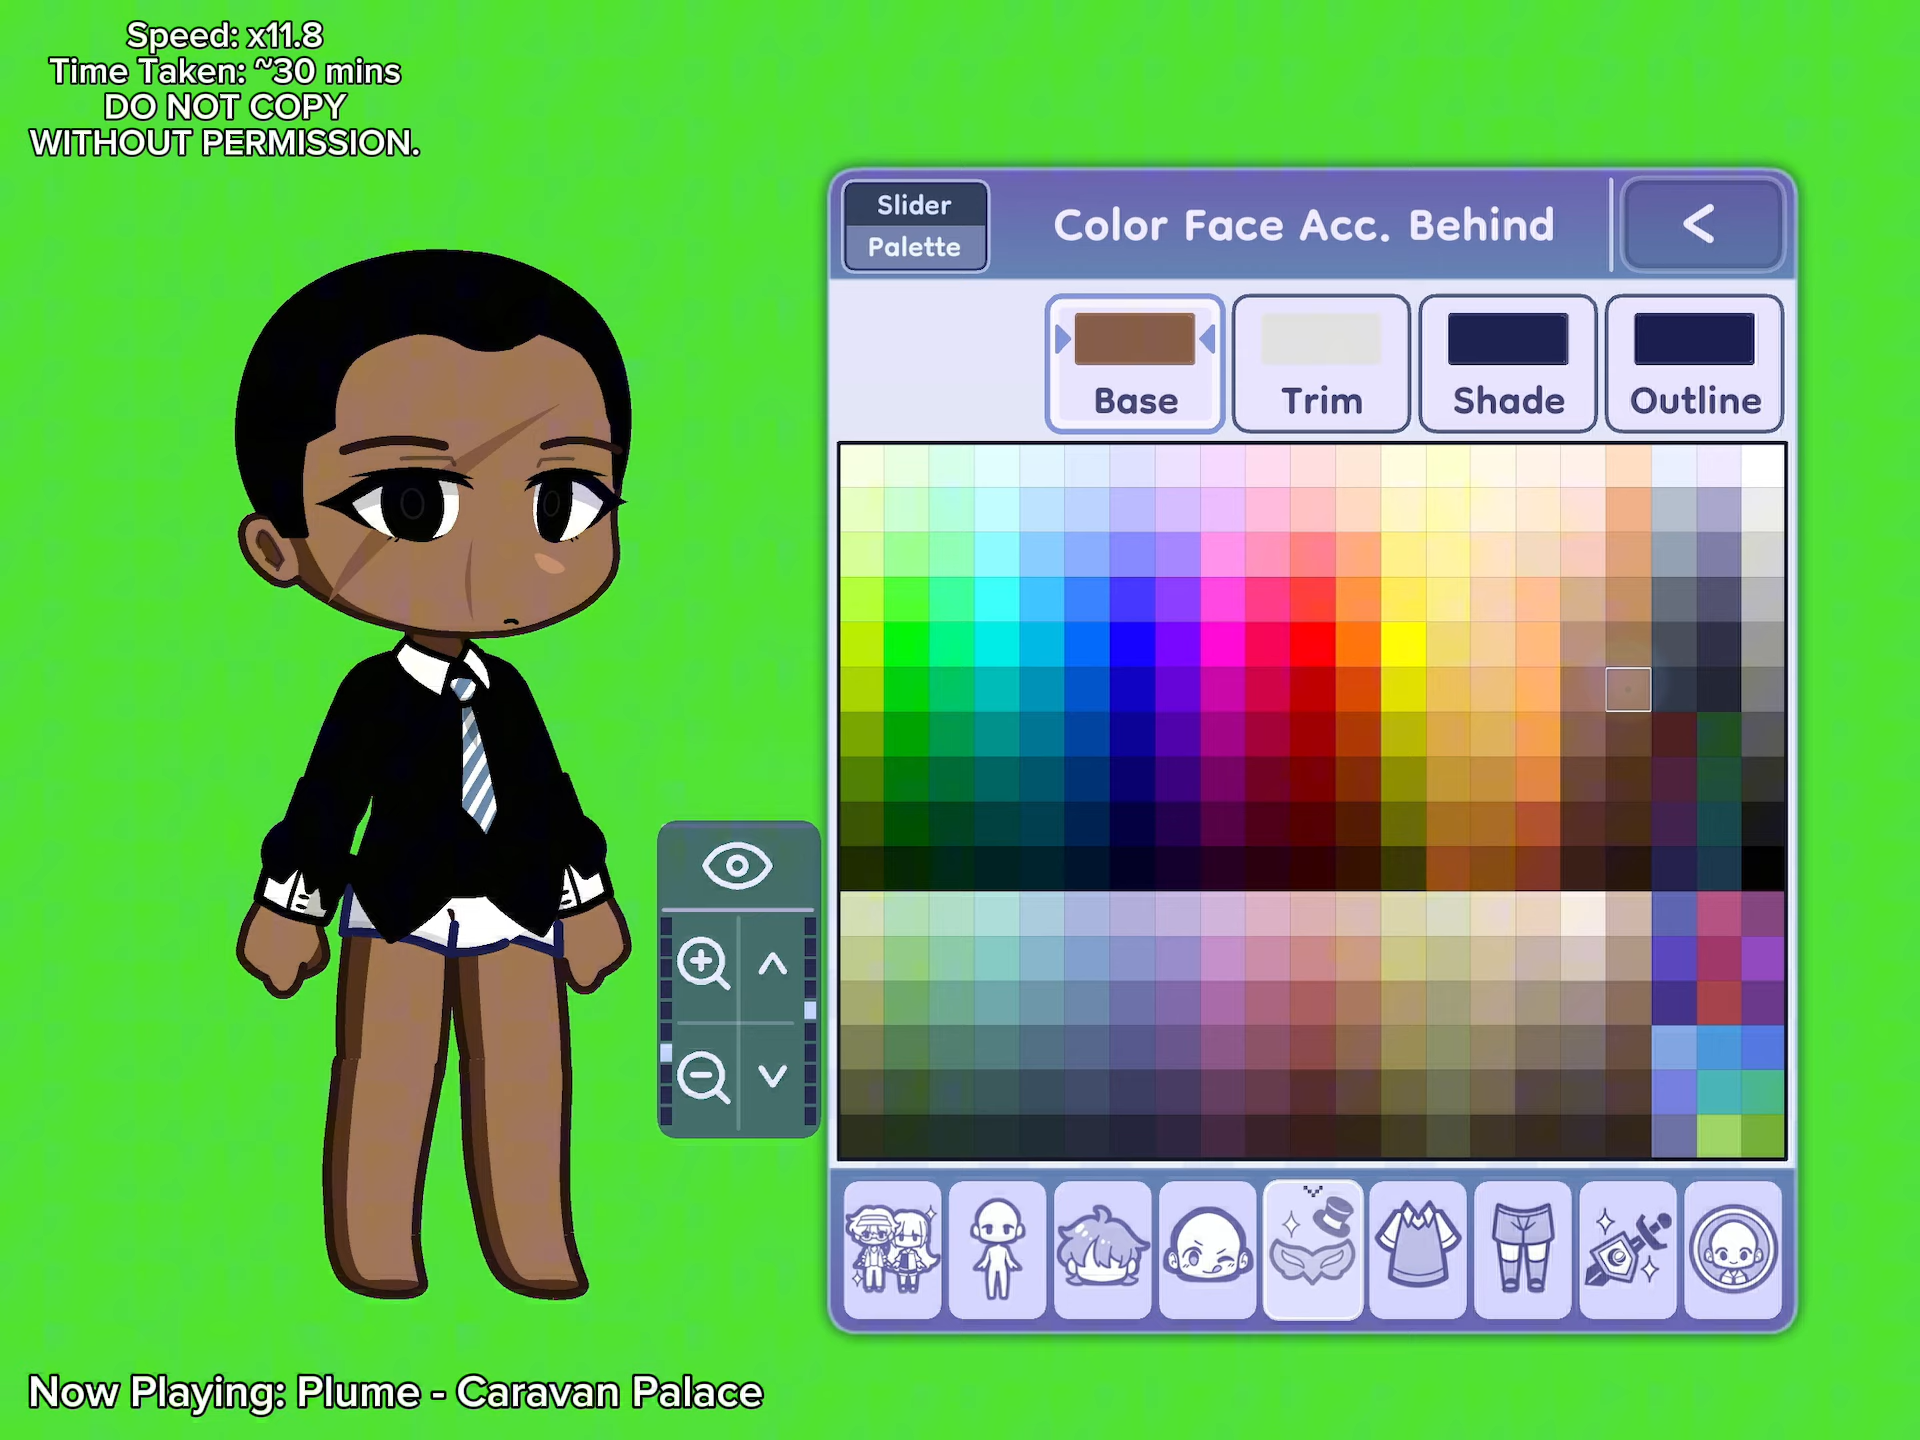 Speed: x11.8
Time Taken: ~30 mins
DO NOT COPY
WITHOUT PERMISSION.
Slider
Palette
Color Face Acc. Behind
<
Base
Trim
Shade
Outline
Now Playing: Plume - Caravan Palace